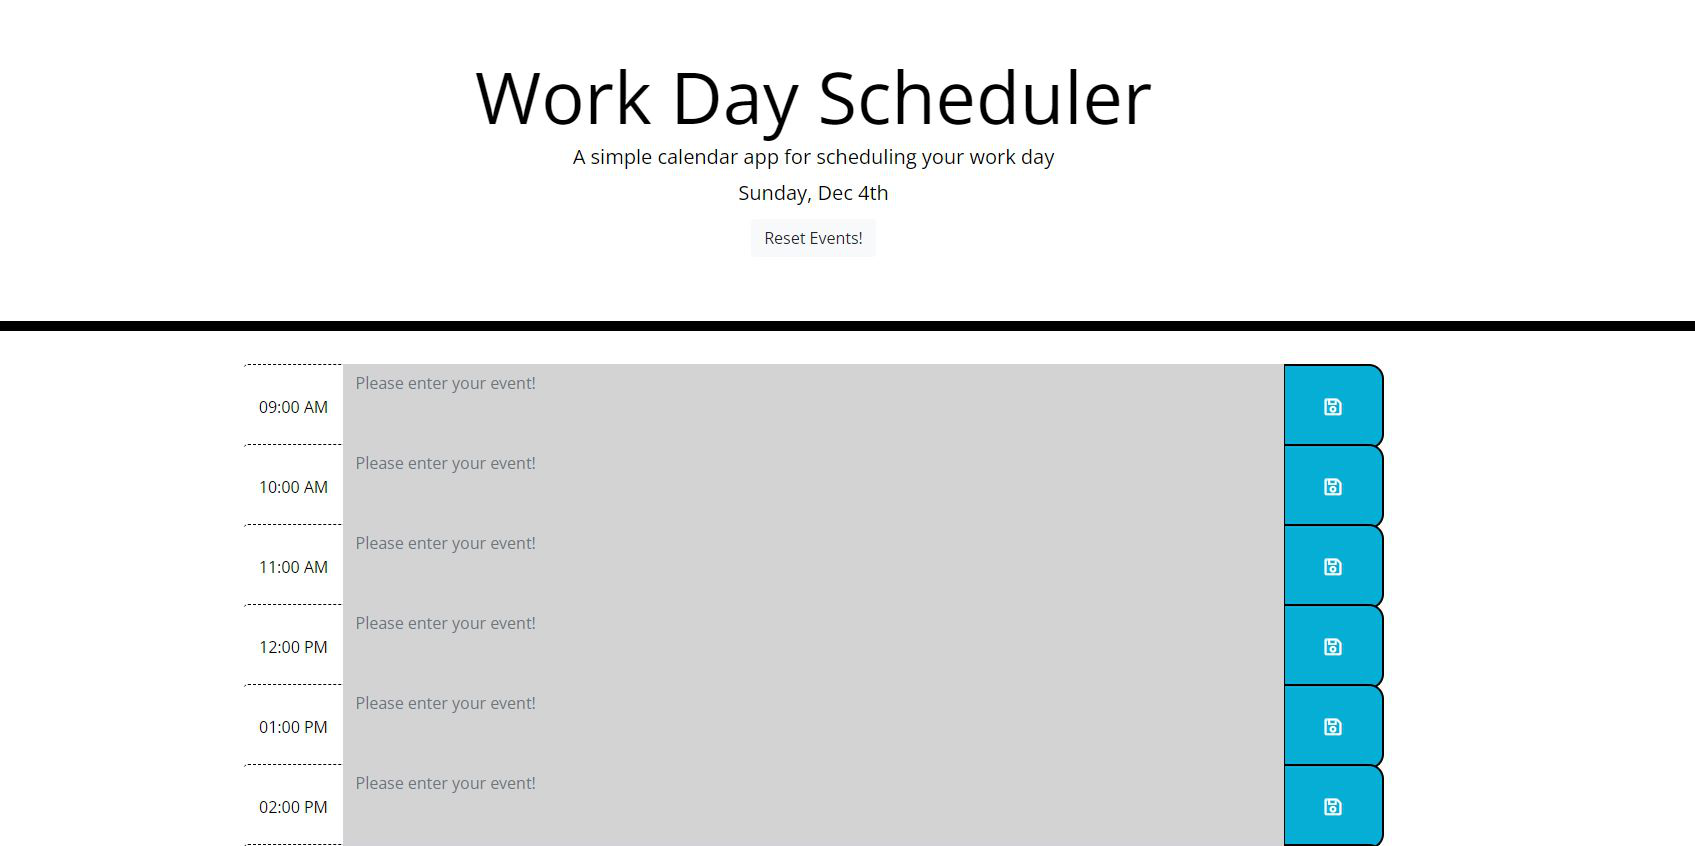 Work Day Scheduler
A simple calendar app for scheduling your work day
Sunday, Dec 4th
Reset Events!
09:00 AM Please enter your event!
10:00 AM Please enter your event!
11:00 AM Please enter your event!
12:00 PM Please enter your event!
01:00 PM Please enter your event!
02:00 PM Please enter your event!